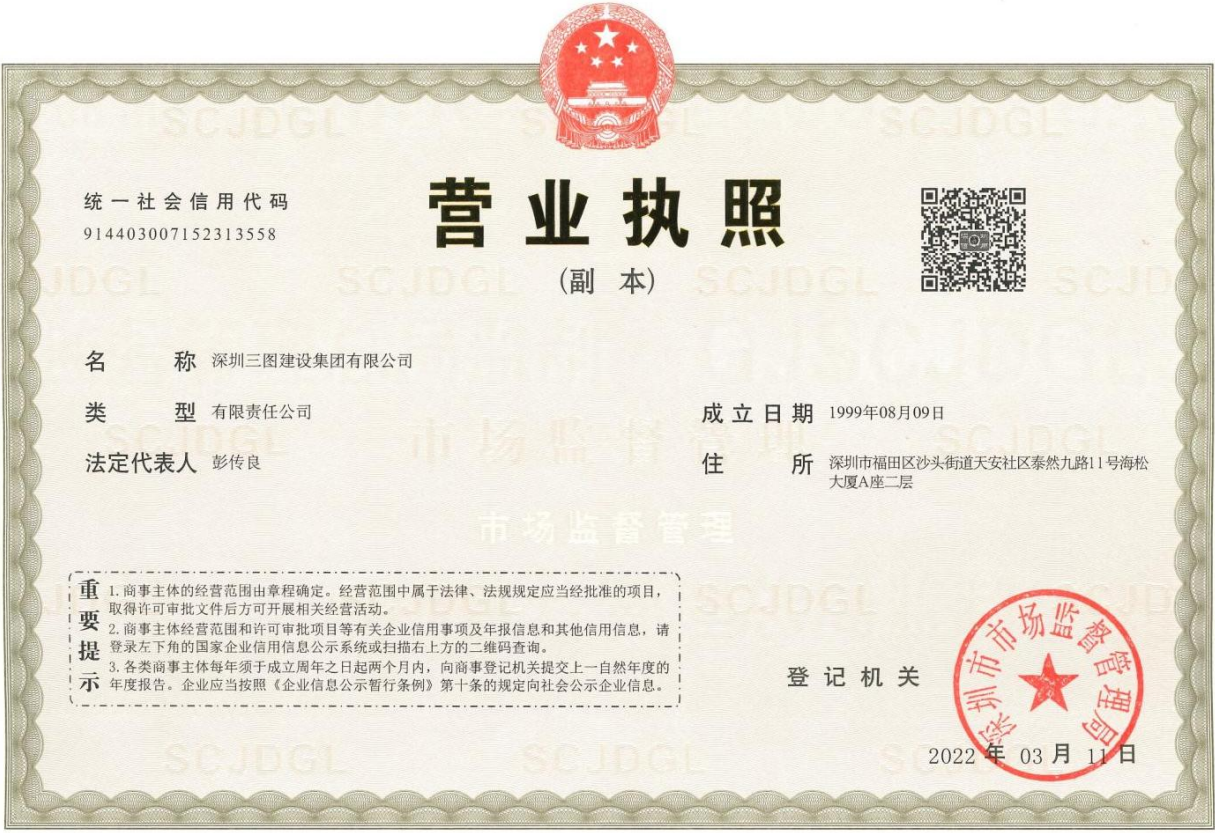 统一社会信用代码
914403007152313558
营业执照
(副 本)
名 称 深圳三图建设集团有限公司
类 型 有限责任公司
成立日期 1999年08月09日
法定代表人 彭传良
住 所 深圳市福田区沙头街道天安社区泰然九路11号海松
大厦A座二层
市场监督管理
市场监督管理
重要提示
1.商事主体的经营范围由章程确定。经营范围中属于法律、法规规定应当经批准的项目,
取得许可审批文件后方可开展相关经营活动。
2.商事主体经营范围和许可审批项目等有关企业信用事项及年报信息和其他信用信息,请
登录左下角的国家企业信用信息公示系统或扫描右上方的二维码查询。
3.各类商事主体每年须于成立周年之日起两个月内,向商事登记机关提交上一自然年度的
年度报告。企业应当按照《企业信息公示暂行条例》第十条的规定向社会公示企业信息。
登记机关
深圳市市场监督管理局
2022 年 03 月 11 日
SCJDGL
SCJDGL
SCJDGL
SCJDGL
SCJDGL
SCJDGL
SCJDGL